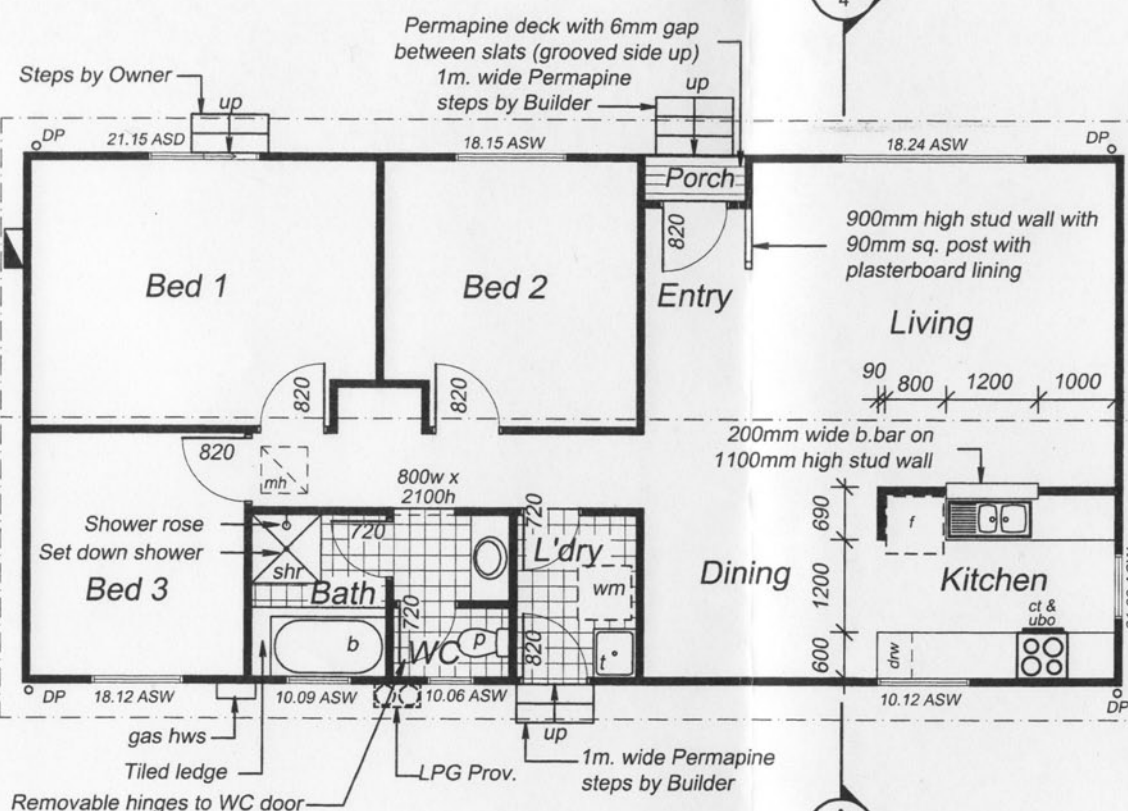 4
Permapine deck with 6mm gap
between slats (grooved side up)
1m. wide Permapine
steps by Builder
Steps by Owner
up
up
DP
21.15 ASD
18.15 ASW
18.24 ASW
DP
Porch
820
900mm high stud wall with
90mm sq. post with
plasterboard lining
Bed 1
Bed 2
Entry
Living
90
800
1200
1000
820
820
200mm wide b.bar on
1100mm high stud wall
820
mh
800w x
2100h
720
690
f
Shower rose
720
Set down shower
L'dry
shr
Bed 3
Bath
wm
Dining
1200
Kitchen
ct &
ubo
720
b
WC
p
820
t
600
drw
DP
18.12 ASW
10.09 ASW
10.06 ASW
10.12 ASW
DP
gas hws
up
Tiled ledge
LPG Prov.
1m. wide Permapine
steps by Builder
Removable hinges to WC door